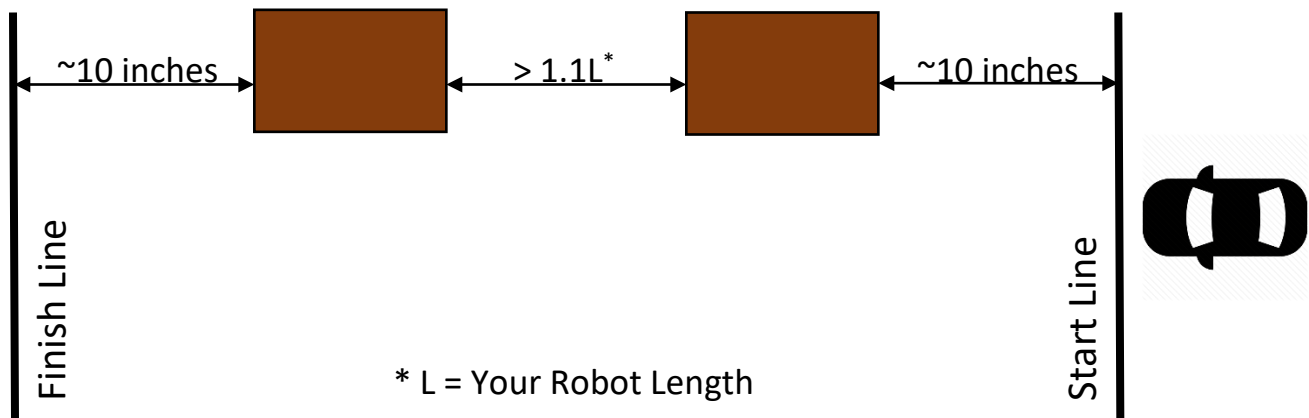 ~10 inches
> 1.1L*
~10 inches
Finish Line
Start Line
* L = Your Robot Length